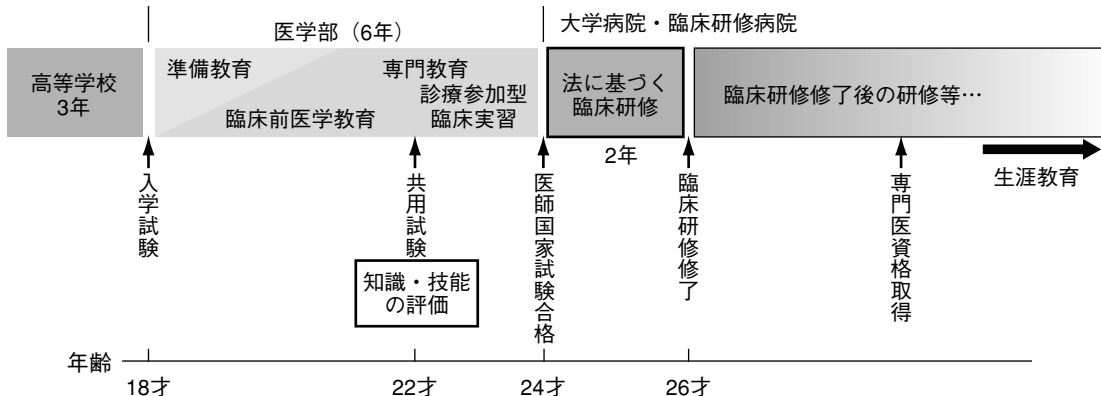 医学部（6年）
大学病院・臨床研修病院
高等学校
3年
準備教育
専門教育
診療参加型
臨床実習
臨床前医学教育
法に基づく
臨床研修
臨床研修修了後の研修等…
2年
生涯教育
入学試験
共用試験
知識・技能
の評価
医師国家試験合格
臨床研修修了
専門医資格取得
年齢
18才
22才
24才
26才